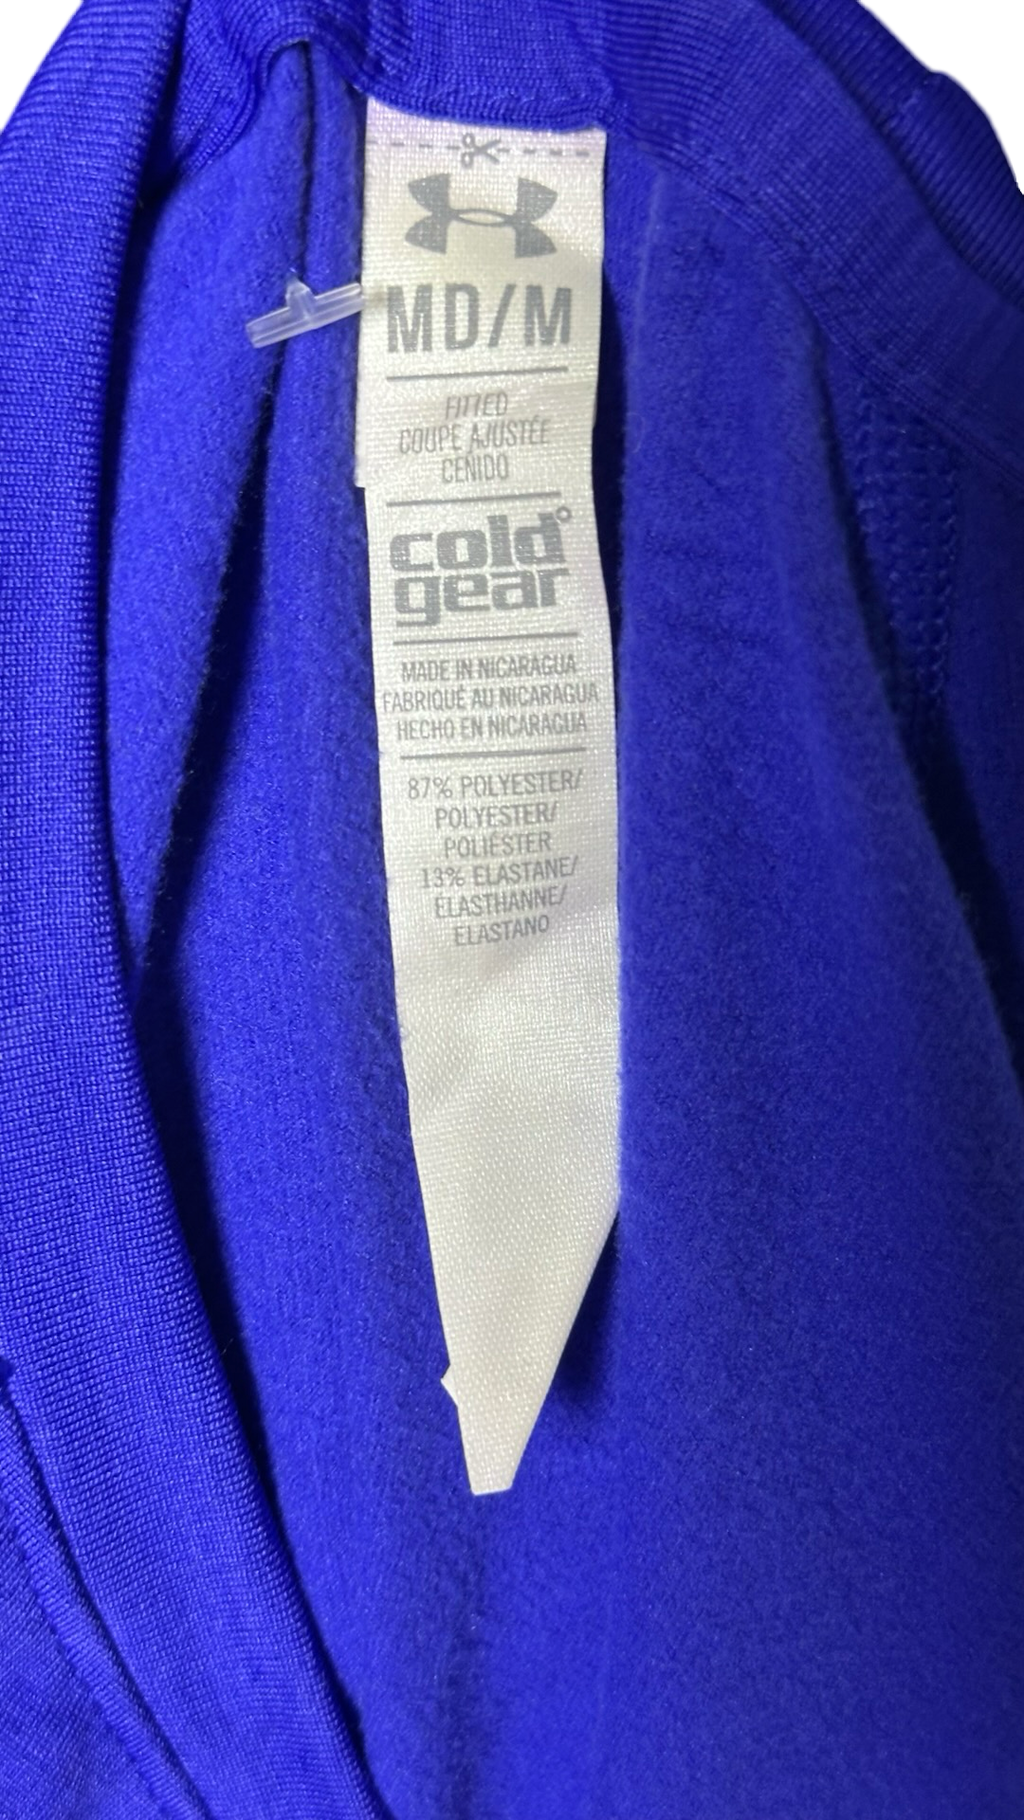 MD/M
FITTED
COUPE AJUSTÉE
CEÑIDO
cold
gear
MADE IN NICARAGUA
FABRIQUÉ AU NICARAGUA
HECHO EN NICARAGUA
87% POLYESTER/
POLYESTER/
POLIÉSTER
13% ELASTANE/
ÉLASTHANNE/
ELASTANO